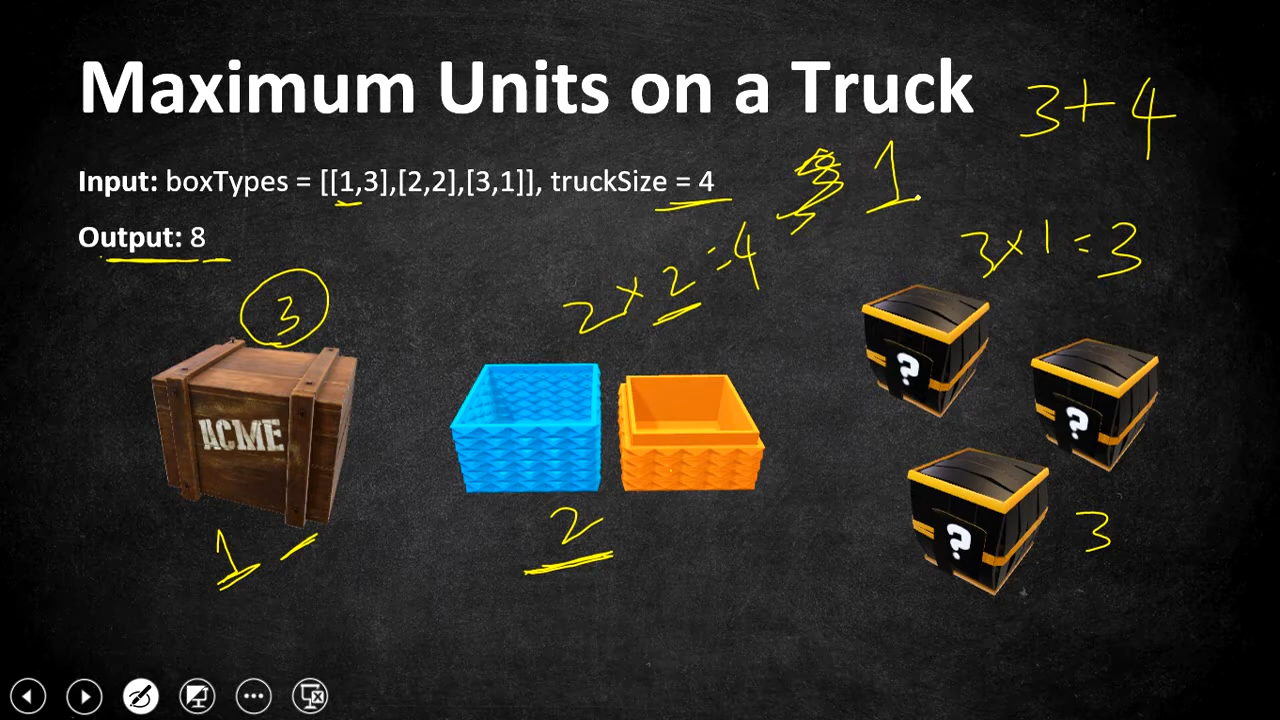 Maximum Units on a Truck
3+4
Input: boxTypes = [[1,3],[2,2],[3,1]], truckSize = 4
1
Output: 8
2×2=4
3×1=3
3
ACME
?
?
?
1
2
3